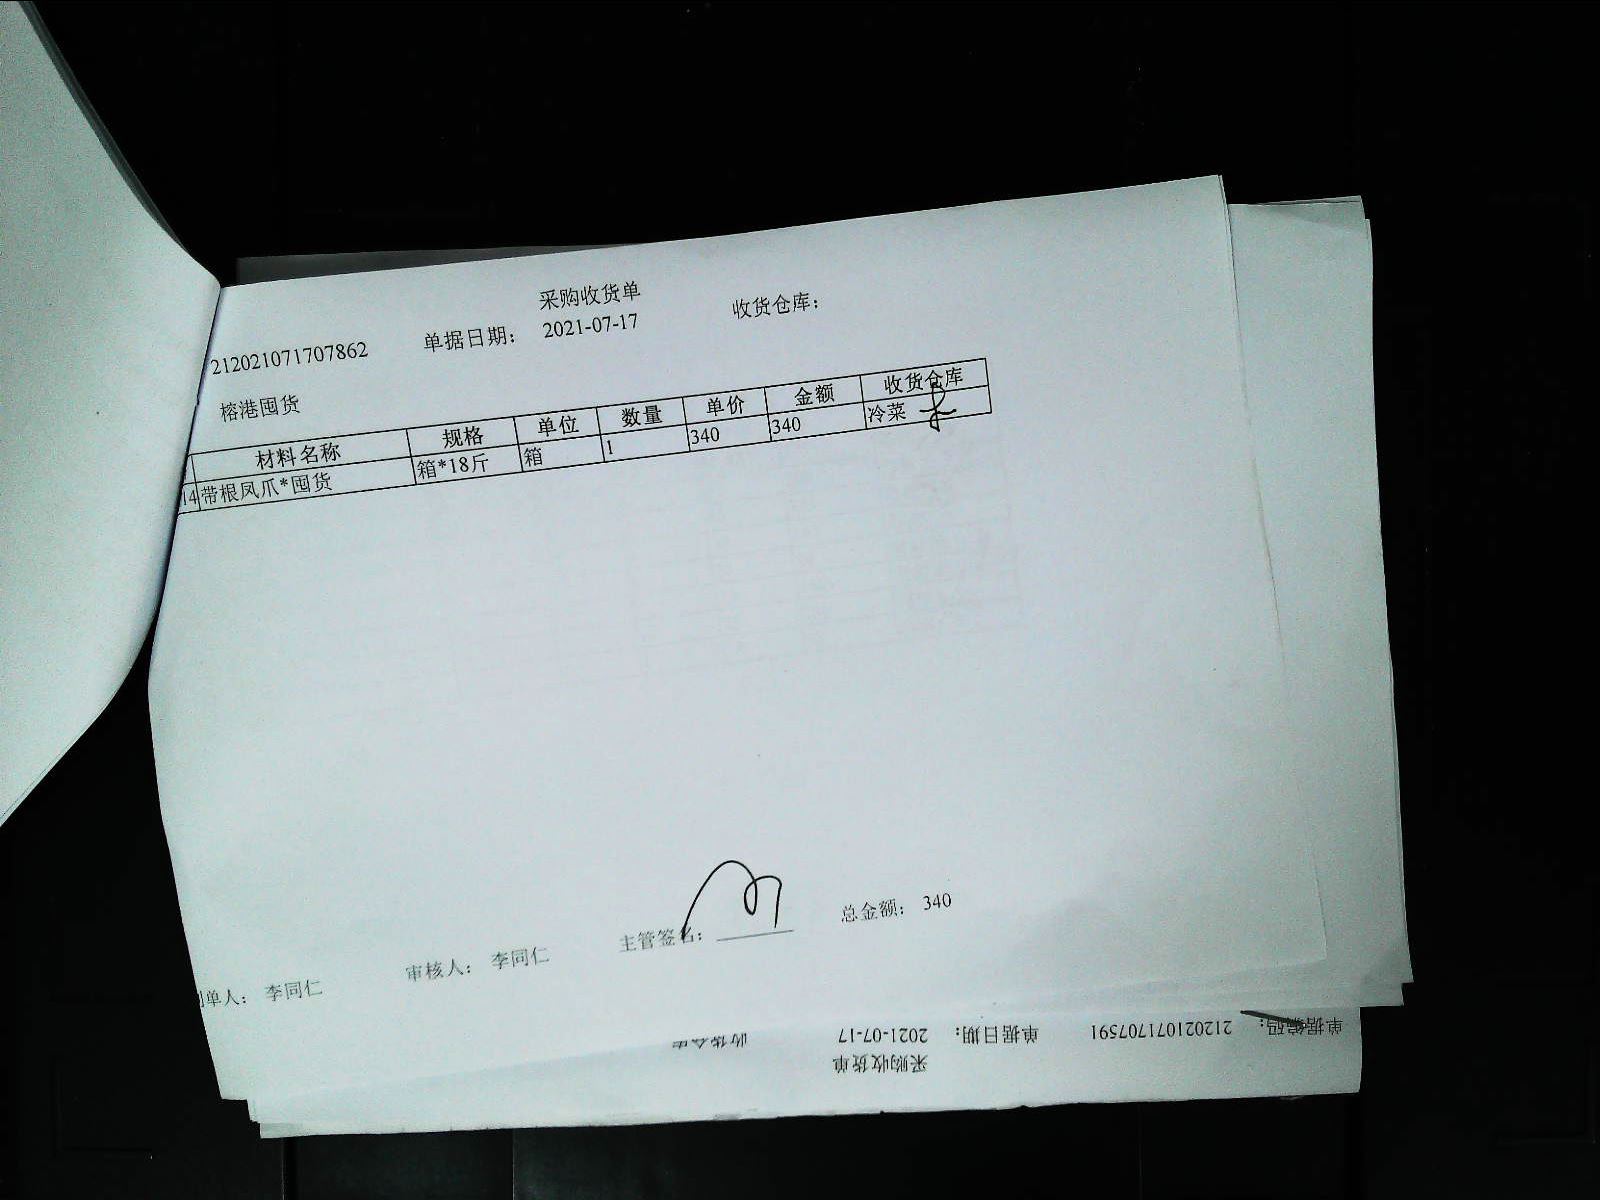 采购收货单
212021071707862 单据日期： 2021-07-17 收货仓库：
榕港囤货
材料名称 规格 单位 数量 单价 金额 收货仓库
14 带根凤爪*囤货 箱*18斤 箱 1 340 340 冷菜
单人： 李同仁 审核人： 李同仁 主管签名： 总金额： 340
采购收货单
单据编码： 212021071707591 单据日期： 2021-07-17